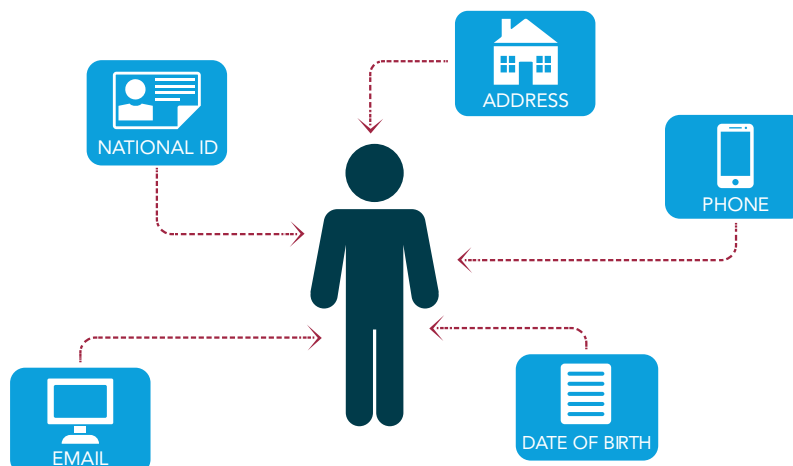 ADDRESS
NATIONAL ID
PHONE
EMAIL
DATE OF BIRTH